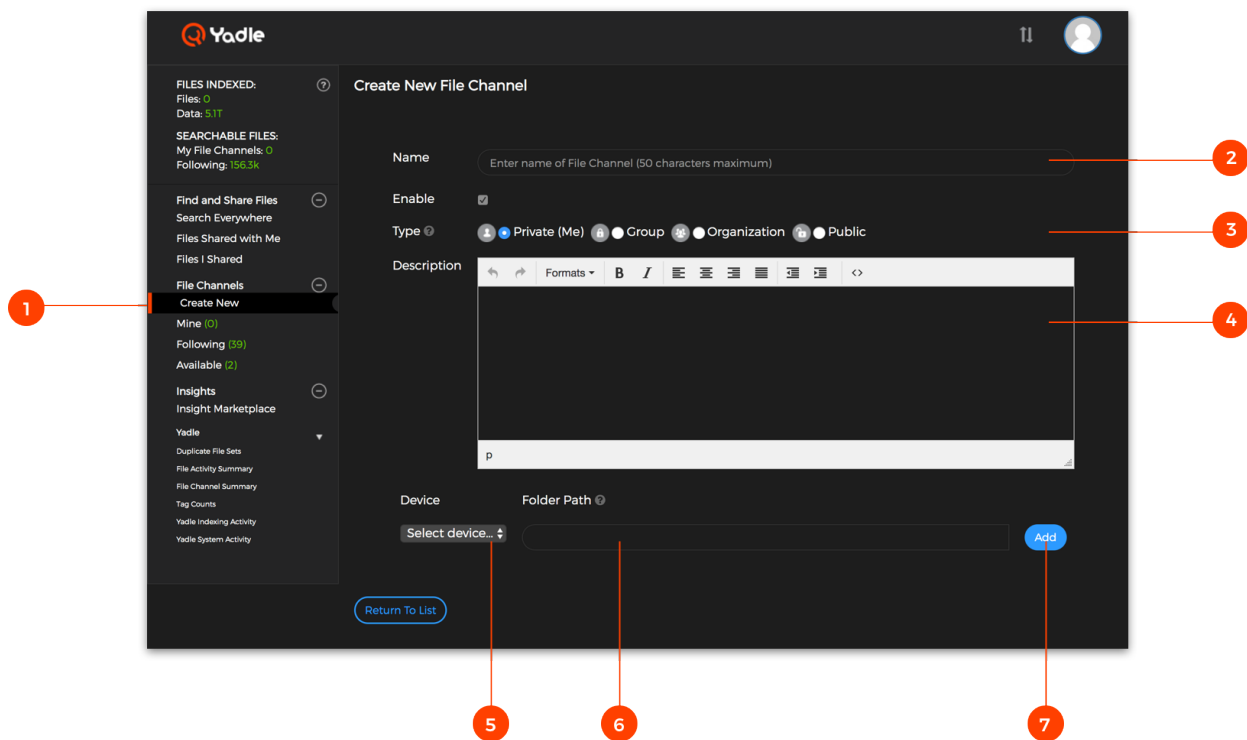 Yadle
FILES INDEXED:
Files: 0
Data: 5.1T
SEARCHABLE FILES:
My File Channels: 0
Following: 156.3k
Find and Share Files
Search Everywhere
Files Shared with Me
Files I Shared
File Channels
Create New
Mine (0)
Following (39)
Available (2)
Insights
Insight Marketplace
Yadle
Duplicate File Sets
File Activity Summary
File Channel Summary
Tag Counts
Yadle Indexing Activity
Yadle System Activity
Create New File Channel
Name
Enter name of File Channel (50 characters maximum)
Enable
Type ? Private (Me) Group Organization Public
Description
Formats B I <>
p
Device Folder Path ?
Select device... Add
Return To List
1
2
3
4
5 6 7